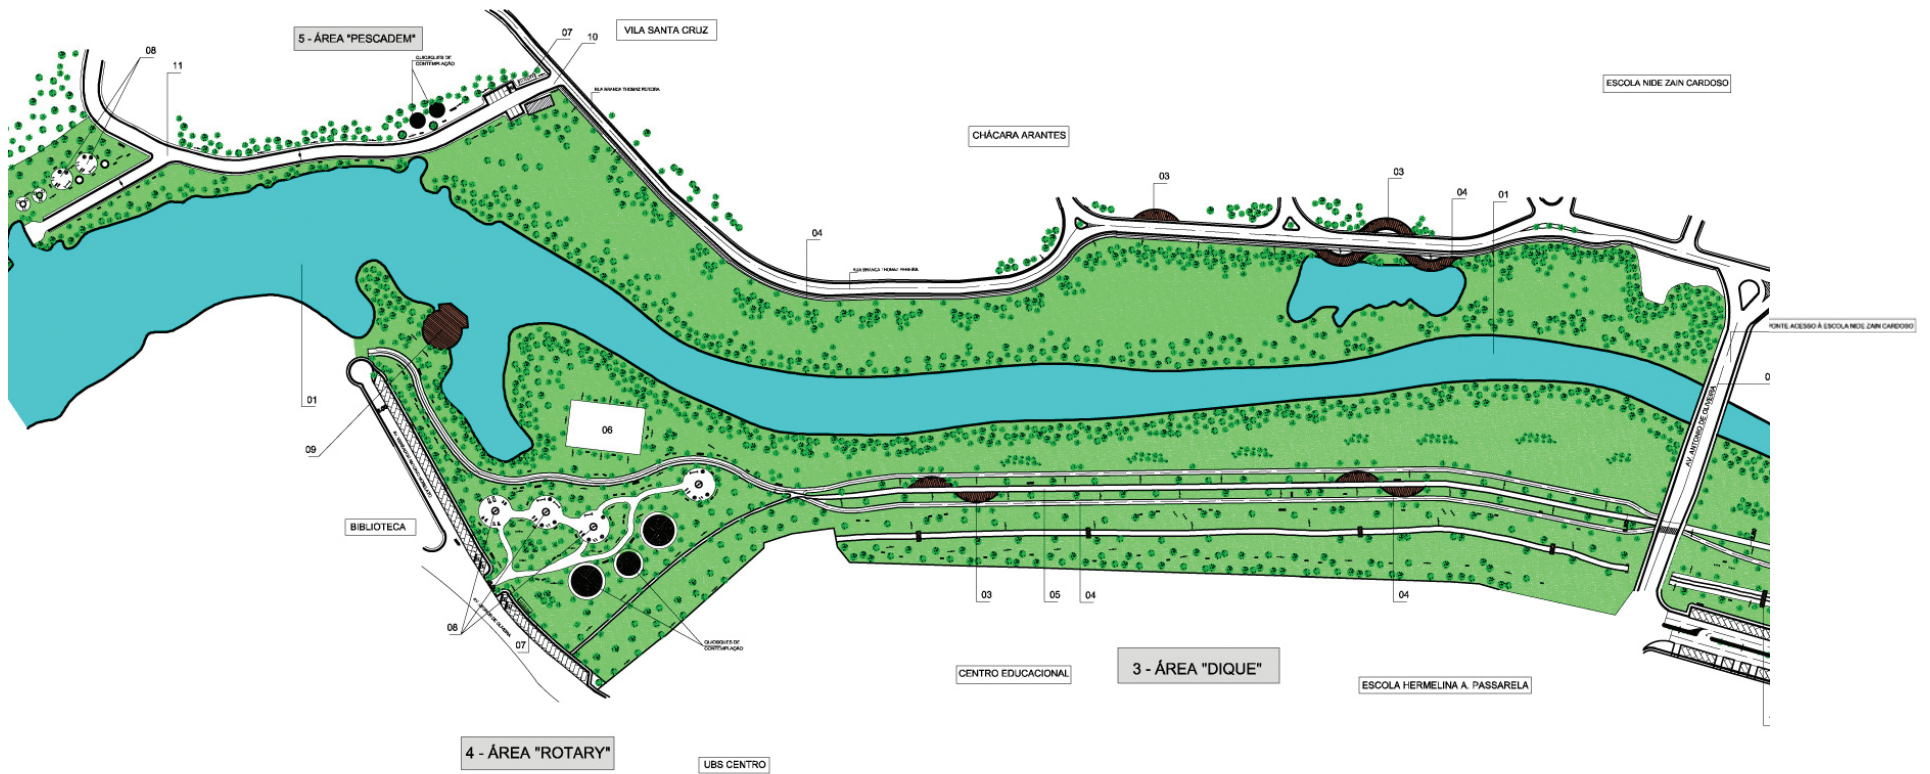 VILA SANTA CRUZ
07
10
5 - ÁREA "PESCADEM"
08
11
QUIOSQUES DE
CONTEMPLAÇÃO
ESCOLA NIDE ZAIN CARDOSO
CHÁCARA ARANTES
03
03
04
01
04
PONTE ACESSO À ESCOLA NIDE ZAIN CARDOSO
AV. ANTONIO DE OLIVEIRA
01
06
09
BIBLIOTECA
03
05
04
04
08
07
QUIOSQUES DE
CONTEMPLAÇÃO
CENTRO EDUCACIONAL
3 - ÁREA "DIQUE"
ESCOLA HERMELINA A. PASSARELA
4 - ÁREA "ROTARY"
UBS CENTRO